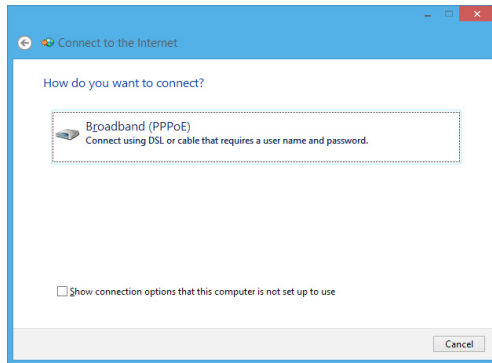 Connect to the Internet
How do you want to connect?
Broadband (PPPoE)
Connect using DSL or cable that requires a user name and password.
Show connection options that this computer is not set up to use
Cancel